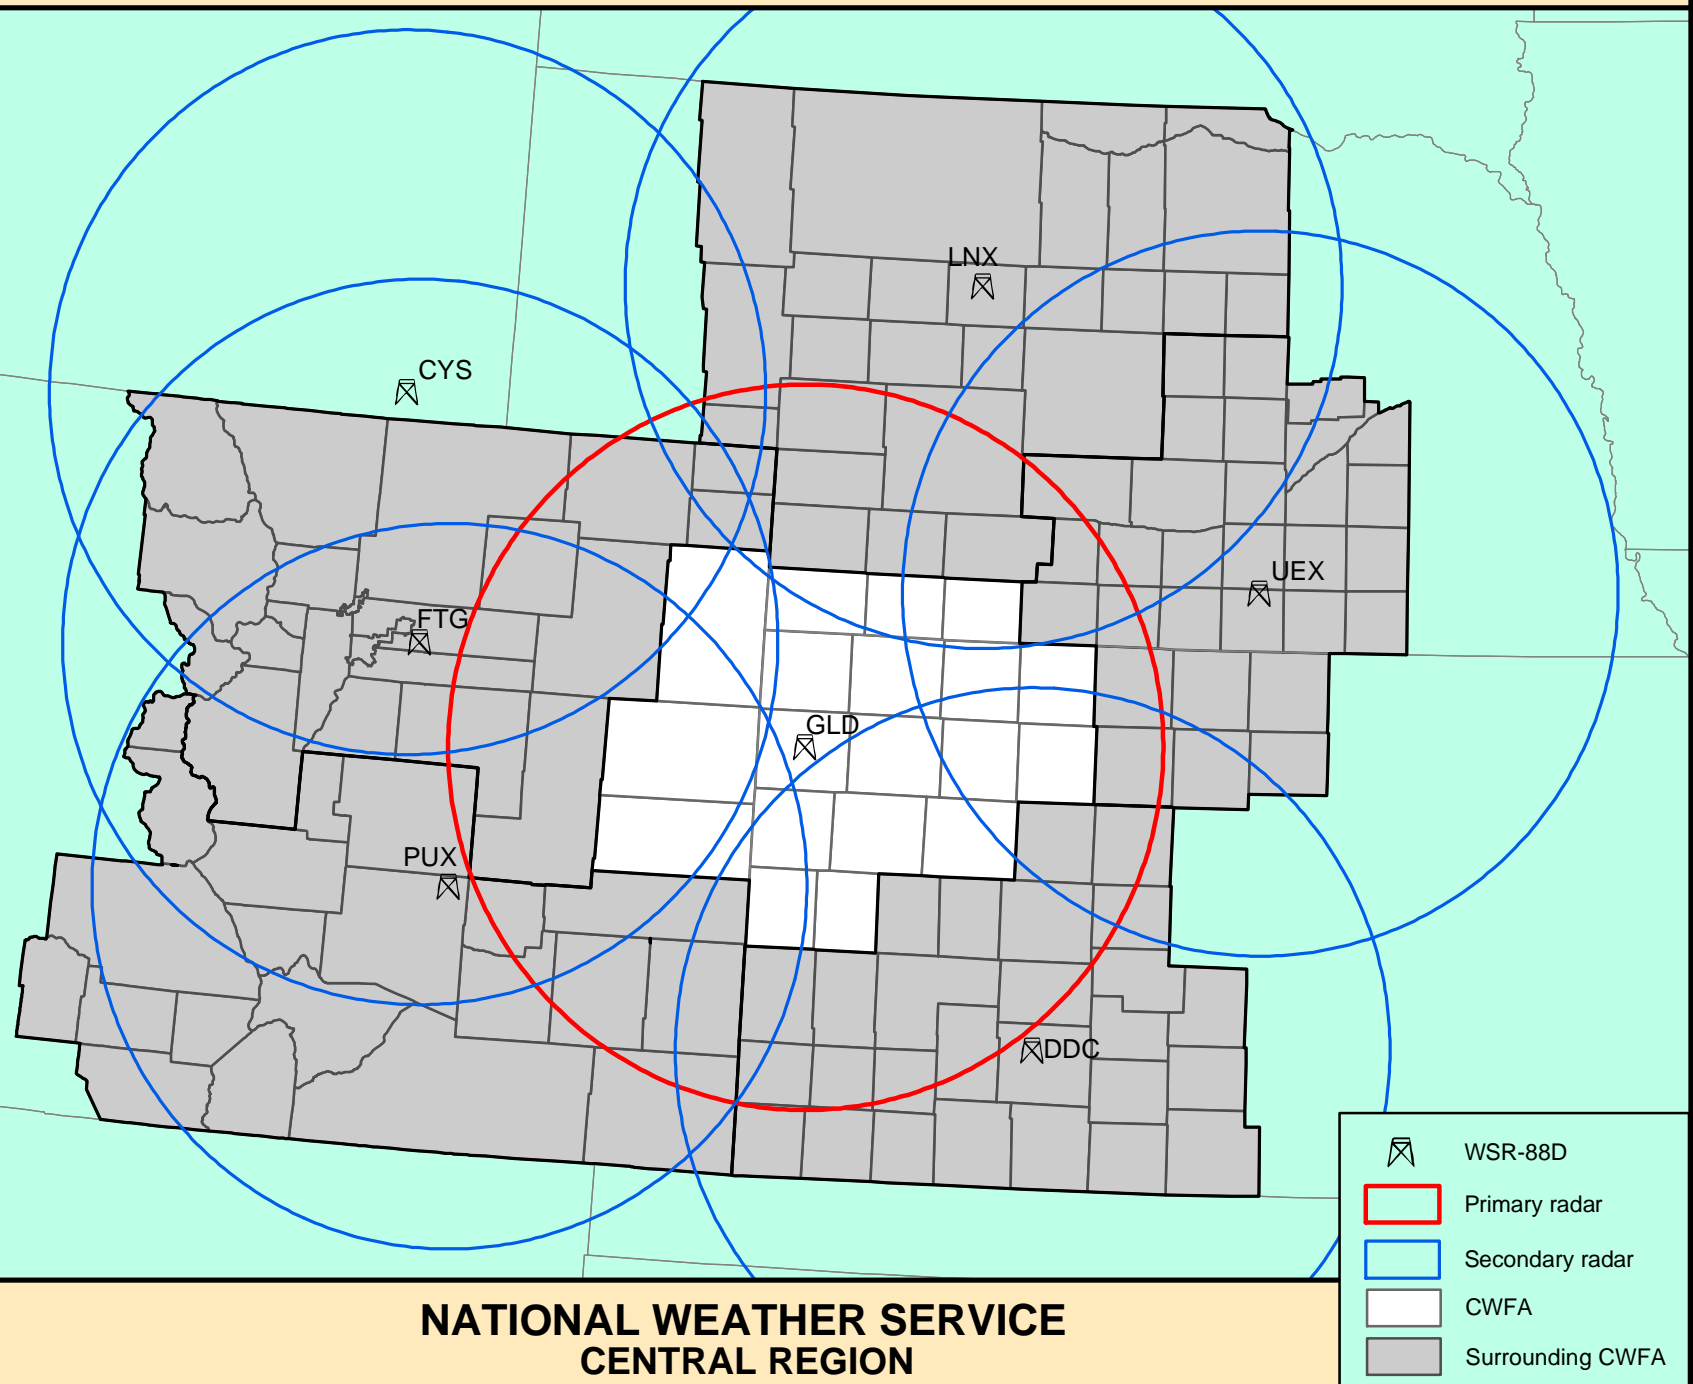 LNX
CYS
UEX
FTG
GLD
PUX
DDC
WSR-88D
Primary radar
Secondary radar
CWFA
Surrounding CWFA
NATIONAL WEATHER SERVICE
CENTRAL REGION